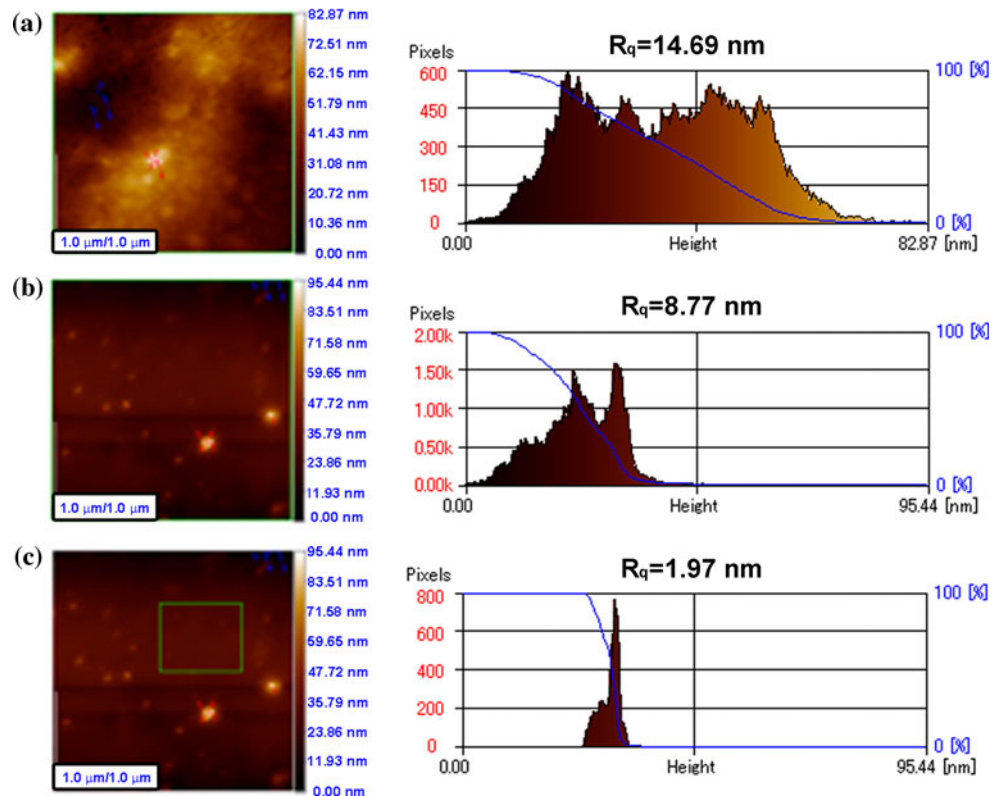 (a)
82.87 nm
72.51 nm
62.15 nm
51.79 nm
41.43 nm
31.08 nm
20.72 nm
10.36 nm
0.00 nm
1.0 μm/1.0 μm
Rq=14.69 nm
Pixels
600
450
300
150
0
100 [%]
0 [%]
0.00
Height
82.87 [nm]
(b)
95.44 nm
83.51 nm
71.58 nm
59.65 nm
47.72 nm
35.79 nm
23.86 nm
11.93 nm
0.00 nm
1.0 μm/1.0 μm
Rq=8.77 nm
Pixels
2.00k
1.50k
1.00k
0.50k
0.00k
100 [%]
0 [%]
0.00
Height
95.44 [nm]
(c)
95.44 nm
83.51 nm
71.58 nm
59.65 nm
47.72 nm
35.79 nm
23.86 nm
11.93 nm
0.00 nm
1.0 μm/1.0 μm
Rq=1.97 nm
Pixels
800
600
400
200
0
100 [%]
0 [%]
0.00
Height
95.44 [nm]